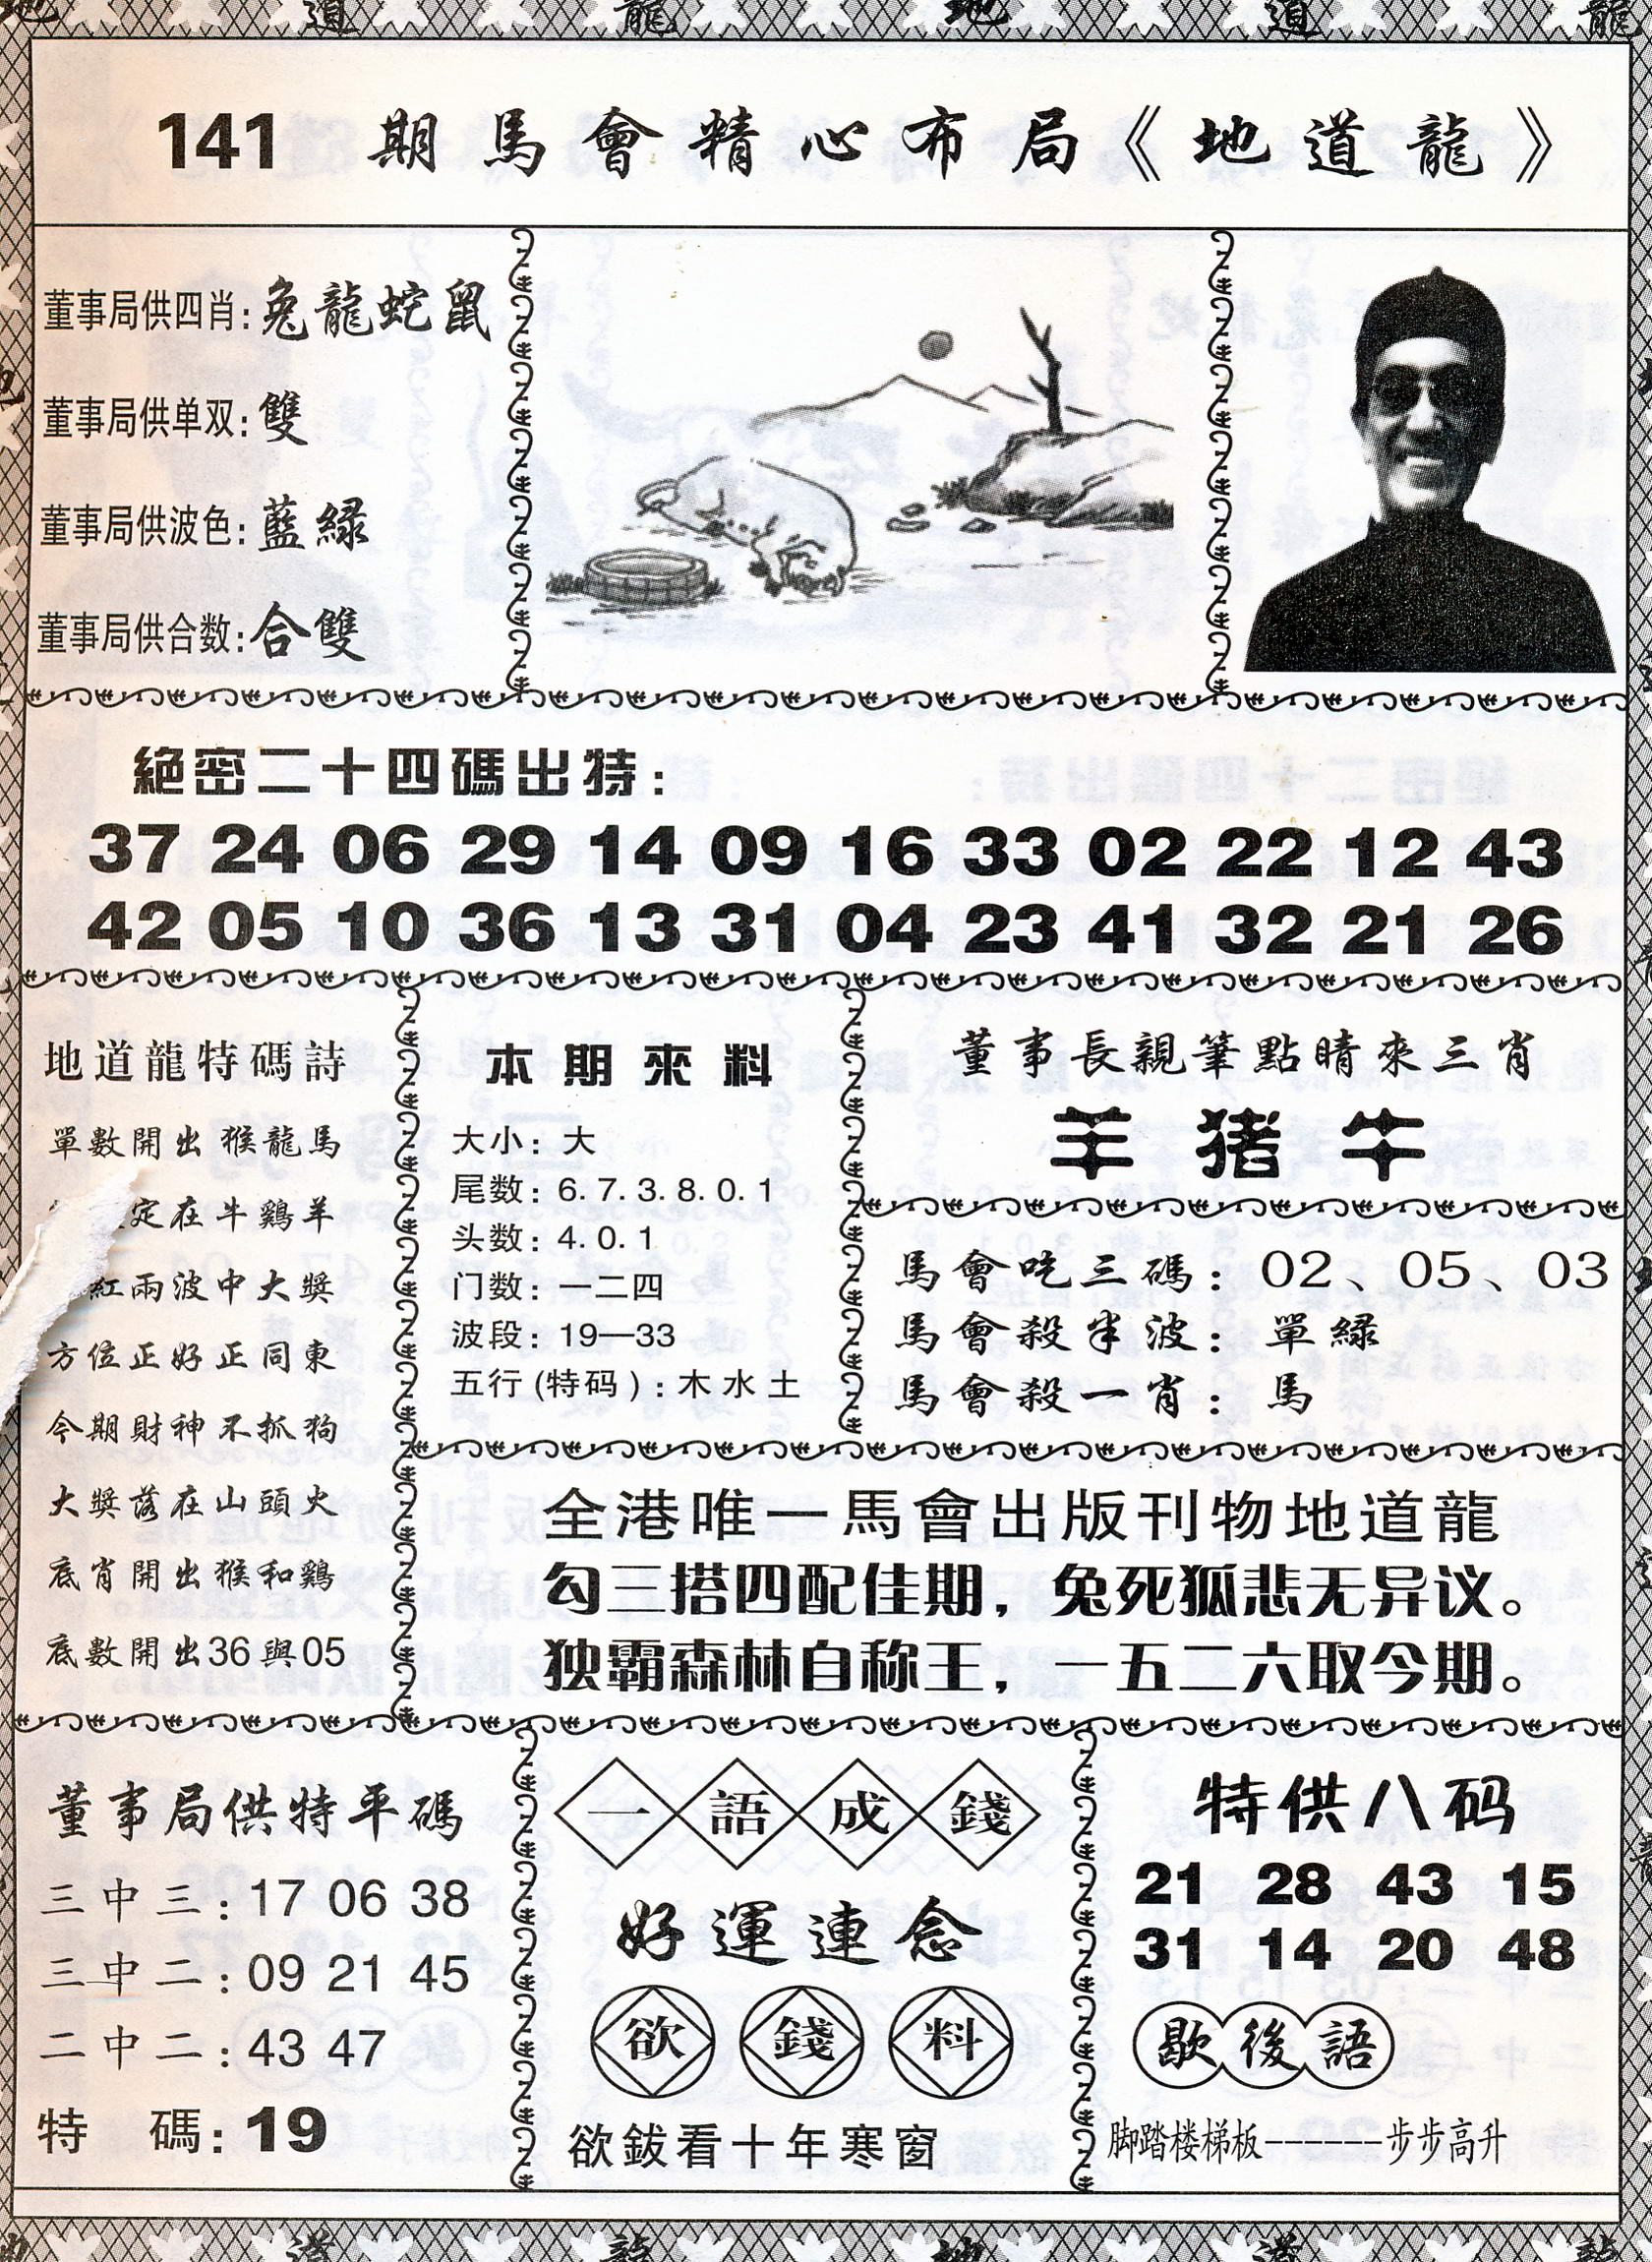 141 期馬會精心布局《地道龍》
董事局供四肖:兔龍蛇鼠
董事局供单双:雙
董事局供波色:藍緑
董事局供合数:合雙
絕密二十四碼出特:
37 24 06 29 14 09 16 33 02 22 12 43
42 05 10 36 13 31 04 23 41 32 21 26
地道龍特碼詩
單數開出猴龍馬
定在牛鷄羊
紅兩波中大獎
方位正好正同東
今期財神不抓狗
大獎落在山頭火
底肖開出猴和鷄
底數開出36與05
本期來料
大小:大
尾数:6.7.3.8.0.1
头数:4.0.1
门数:一二四
波段:19—33
五行(特码):木水土
董事長親筆點晴來三肖
羊猪牛
馬會吃三碼:02、05、03
馬會殺半波:單緑
馬會殺一肖:馬
全港唯一馬會出版刊物地道龍
勾三搭四配佳期,兔死狐悲无异议。
独霸森林自称王,一五二六取今期。
董事局供特平碼
三中三:17 06 38
三中二:09 21 45
二中二:43 47
特碼:19
一語成錢
好運連念
欲錢料
欲鈸看十年寒窗
特供八码
21 28 43 15
31 14 20 48
歇後語
脚踏楼梯板------步步高升